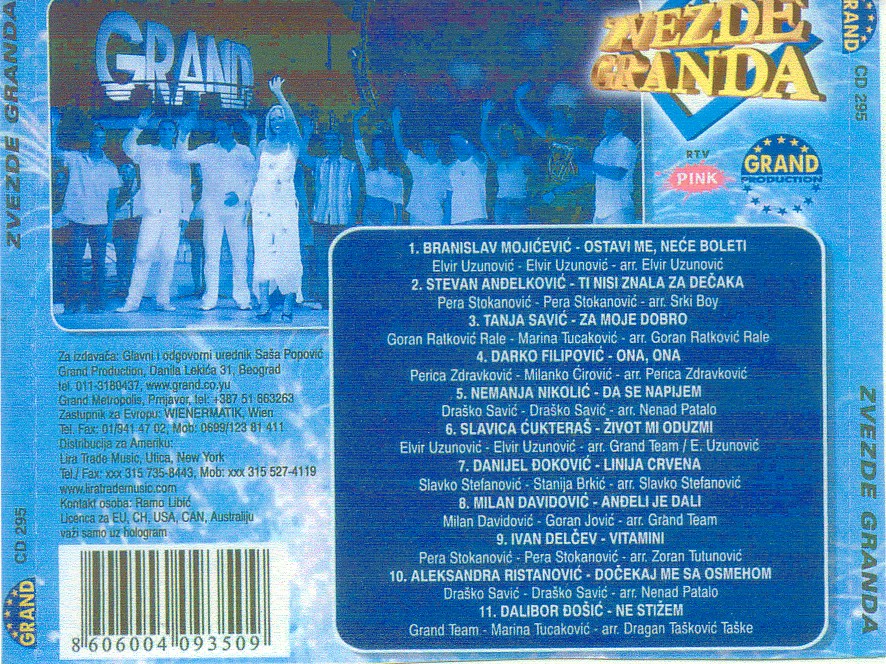 ZVEZDE GRANDA
GRAND
ZVEZDE
GRANDA
GRAND
CD 295
RTV
PINK
GRAND
PRODUCTION
1. BRANISLAV MOJIĆEVIĆ - OSTAVI ME, NEĆE BOLETI
Elvir Uzunović - Elvir Uzunović - arr. Elvir Uzunović
2. STEVAN ANĐELKOVIĆ - TI NISI ZNALA ZA DEČAKA
Pera Stokanović - Pera Stokanović - arr. Srki Boy
3. TANJA SAVIĆ - ZA MOJE DOBRO
Goran Ratković Rale - Marina Tucaković - arr. Goran Ratković Rale
4. DARKO FILIPOVIĆ - ONA, ONA
Perica Zdravković - Milanko Ćirović - arr. Perica Zdravković
5. NEMANJA NIKOLIĆ - DA SE NAPIJEM
Draško Savić - Draško Savić - arr. Nenad Patalo
6. SLAVICA ĆUKTERAŠ - ŽIVOT MI ODUZMI
Elvir Uzunović - Elvir Uzunović - arr. Grand Team / E. Uzunović
7. DANIJEL ĐOKOVIĆ - LINIJA CRVENA
Slavko Stefanović - Stanija Brkić - arr. Slavko Stefanović
8. MILAN DAVIDOVIĆ - ANĐELI JE DALI
Milan Davidović - Goran Jović - arr. Grand Team
9. IVAN DELČEV - VITAMINI
Pera Stokanović - Pera Stokanović - arr. Zoran Tutunović
10. ALEKSANDRA RISTANOVIĆ - DOČEKAJ ME SA OSMEHOM
Draško Savić - Draško Savić - arr. Nenad Patalo
11. DALIBOR ĐOŠIĆ - NE STIŽEM
Grand Team - Marina Tucaković - arr. Dragan Tašković Taške
Za izdavača: Glavni i odgovorni urednik Saša Popović
Grand Production, Danila Lekića 31, Beograd
tel. 011-3180437, www.grand.co.yu
Grand Metropolis, Prnjavor, tel: +387 51 663263
Zastupnik za Evropu: WIENERMATIK, Wien
Tel. Fax: 01/941 47 02, Mob: 0699/123 81 411
Distribucija za Ameriku:
Lira Trade Music, Utica, New York
Tel./ Fax: xxx 315 735-8443, Mob: xxx 315 527-4119
www.liratrademusic.com
Kontakt osoba: Ramo Libić
Licenca za EU, CH, USA, CAN, Australiju
važi samo uz hologram
8 606004 093509
CD 295
GRAND
ZVEZDE GRANDA